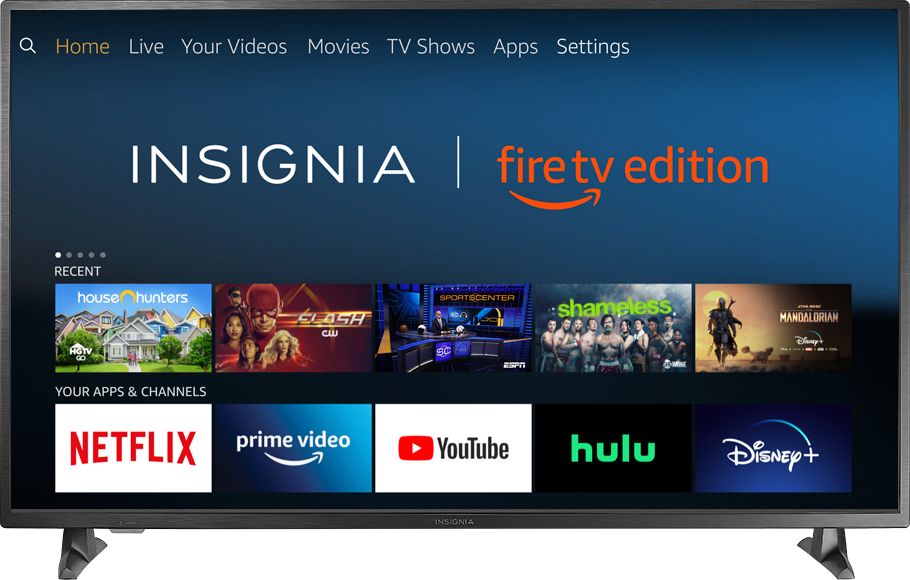 Home Live Your Videos Movies TV Shows Apps Settings
INSIGNIA | fire tv edition
RECENT
house hunters
HGTV GO
FLASH
CW
SPORTSCENTER
SC
ESPN
shameless
SHOWTIME
STAR WARS
THE MANDALORIAN
Disney+
YOUR APPS & CHANNELS
NETFLIX prime video YouTube hulu Disney+
INSIGNIA